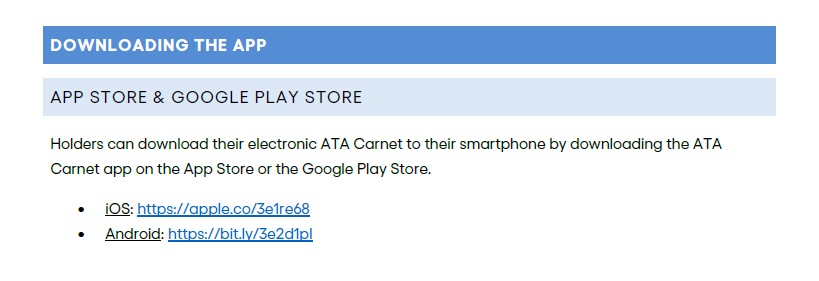 DOWNLOADING THE APP
APP STORE & GOOGLE PLAY STORE
Holders can download their electronic ATA Carnet to their smartphone by downloading the ATA
Carnet app on the App Store or the Google Play Store.
• iOS: https://apple.co/3e1re68
• Android: https://bit.ly/3e2d1pl